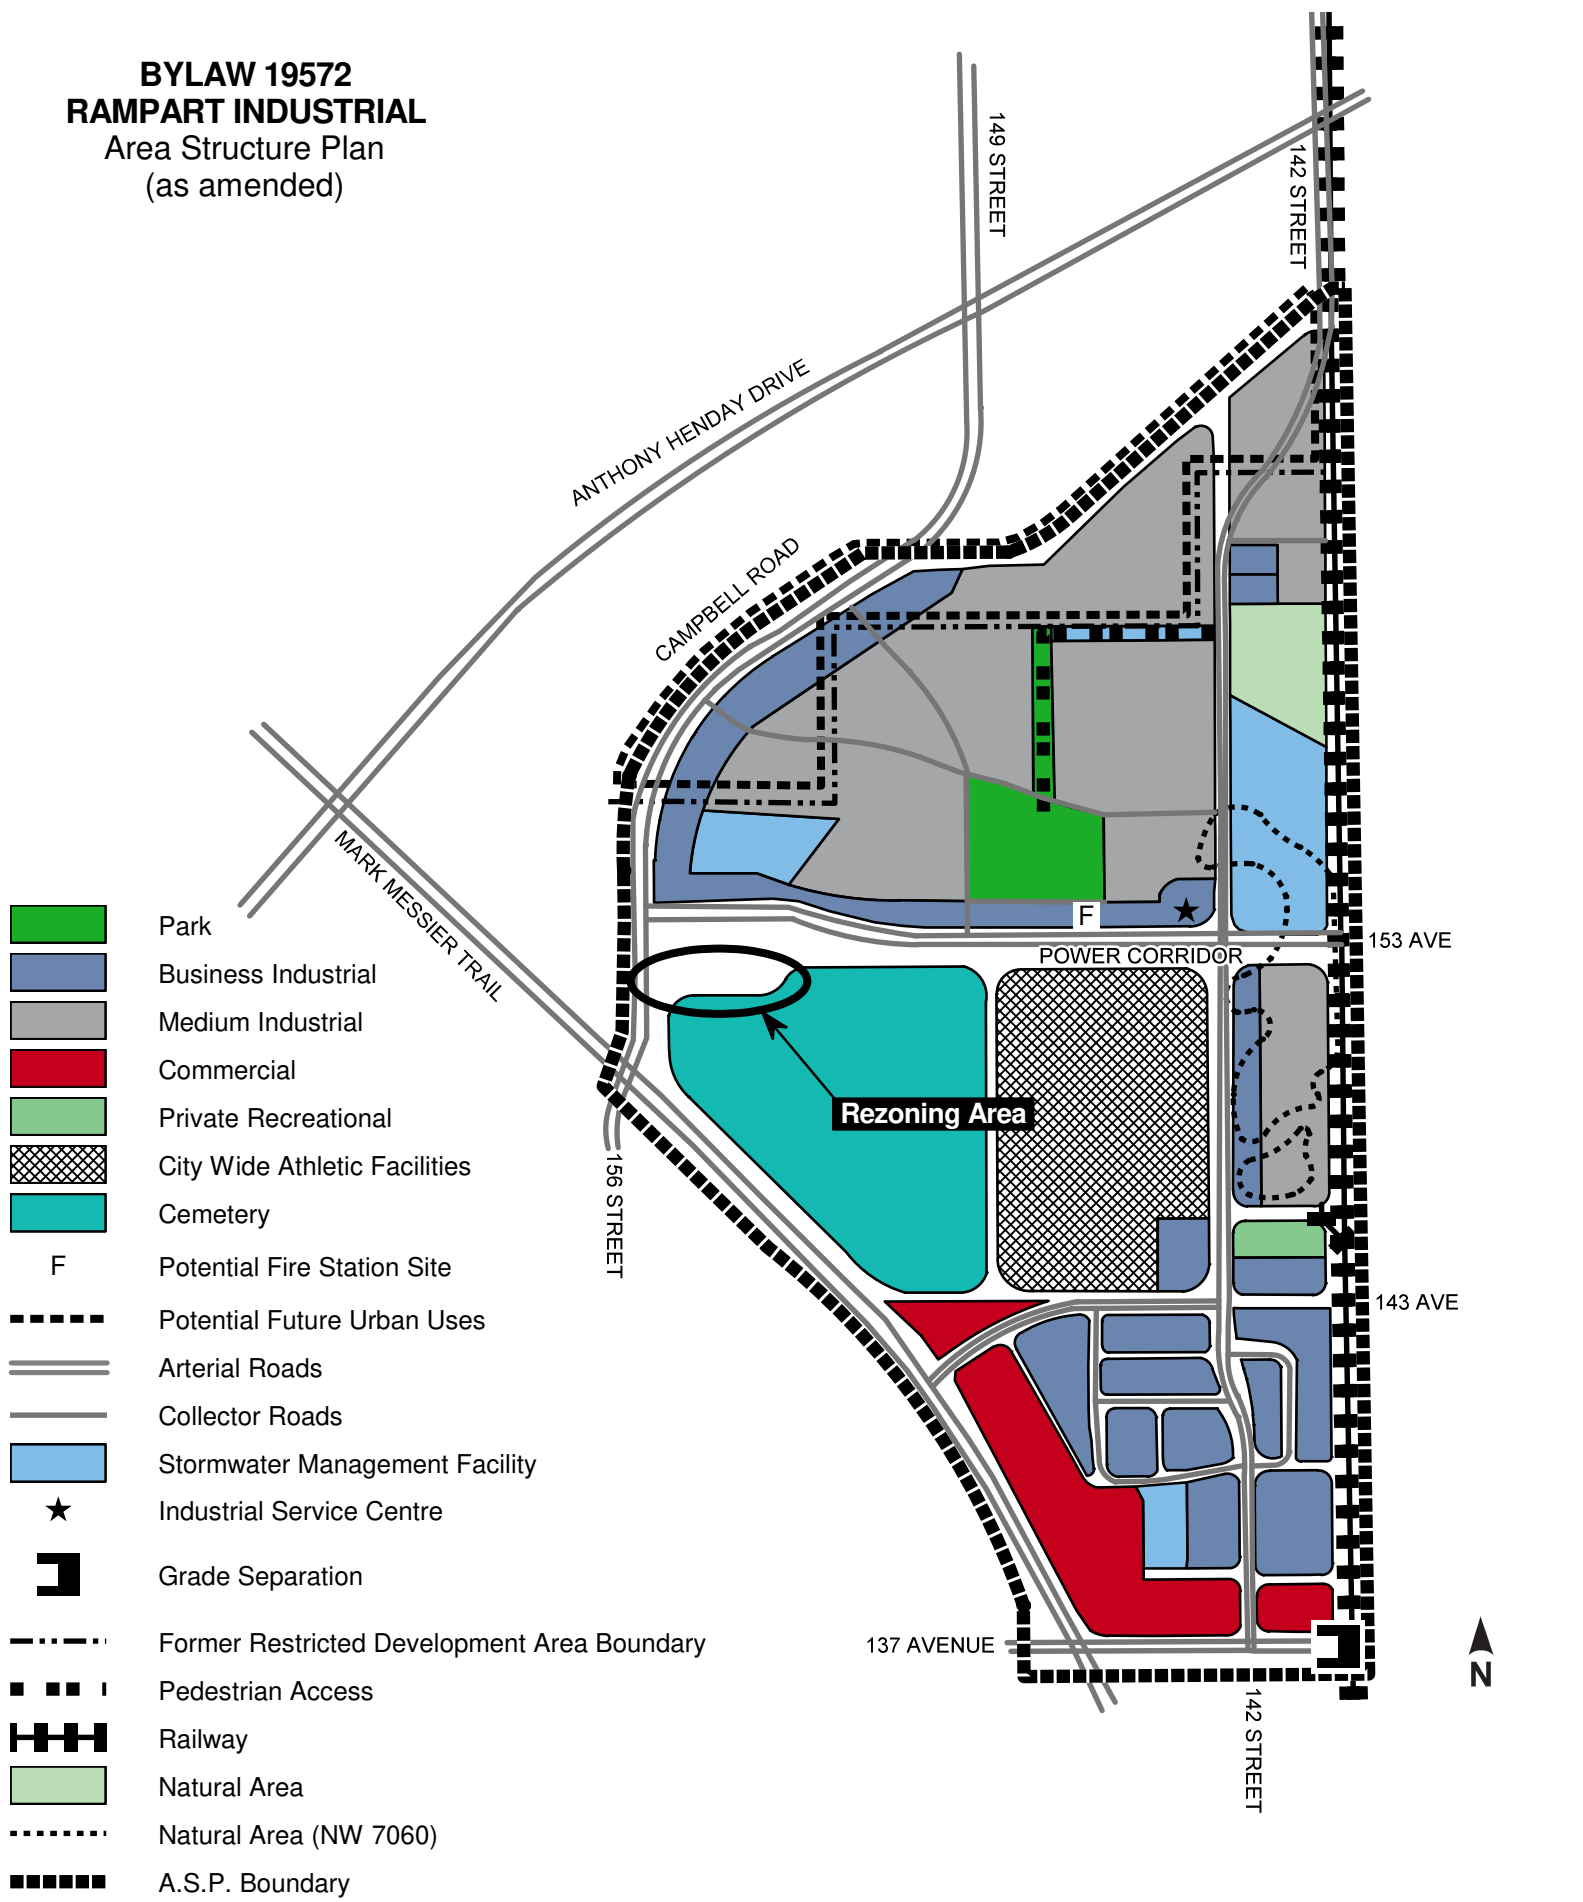 BYLAW 19572
RAMPART INDUSTRIAL
Area Structure Plan
(as amended)
149 STREET
142 STREET
ANTHONY HENDAY DRIVE
CAMPBELL ROAD
MARK MESSIER TRAIL
F
153 AVE
POWER CORRIDOR
Rezoning Area
156 STREET
143 AVE
137 AVENUE
142 STREET
N
Park
Business Industrial
Medium Industrial
Commercial
Private Recreational
City Wide Athletic Facilities
Cemetery
F Potential Fire Station Site
Potential Future Urban Uses
Arterial Roads
Collector Roads
Stormwater Management Facility
Industrial Service Centre
Grade Separation
Former Restricted Development Area Boundary
Pedestrian Access
Railway
Natural Area
Natural Area (NW 7060)
A.S.P. Boundary